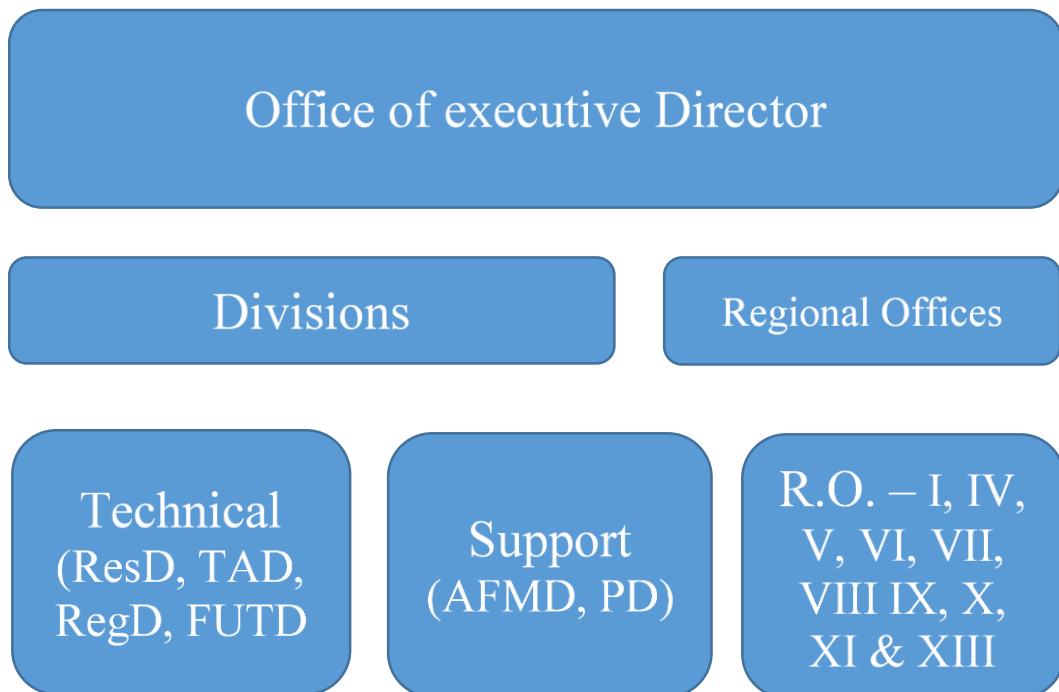 Office of executive Director
Divisions
Regional Offices
Technical
(ResD, TAD,
RegD, FUTD
Support
(AFMD, PD)
R.O. – I, IV,
V, VI, VII,
VIII IX, X,
XI & XIII